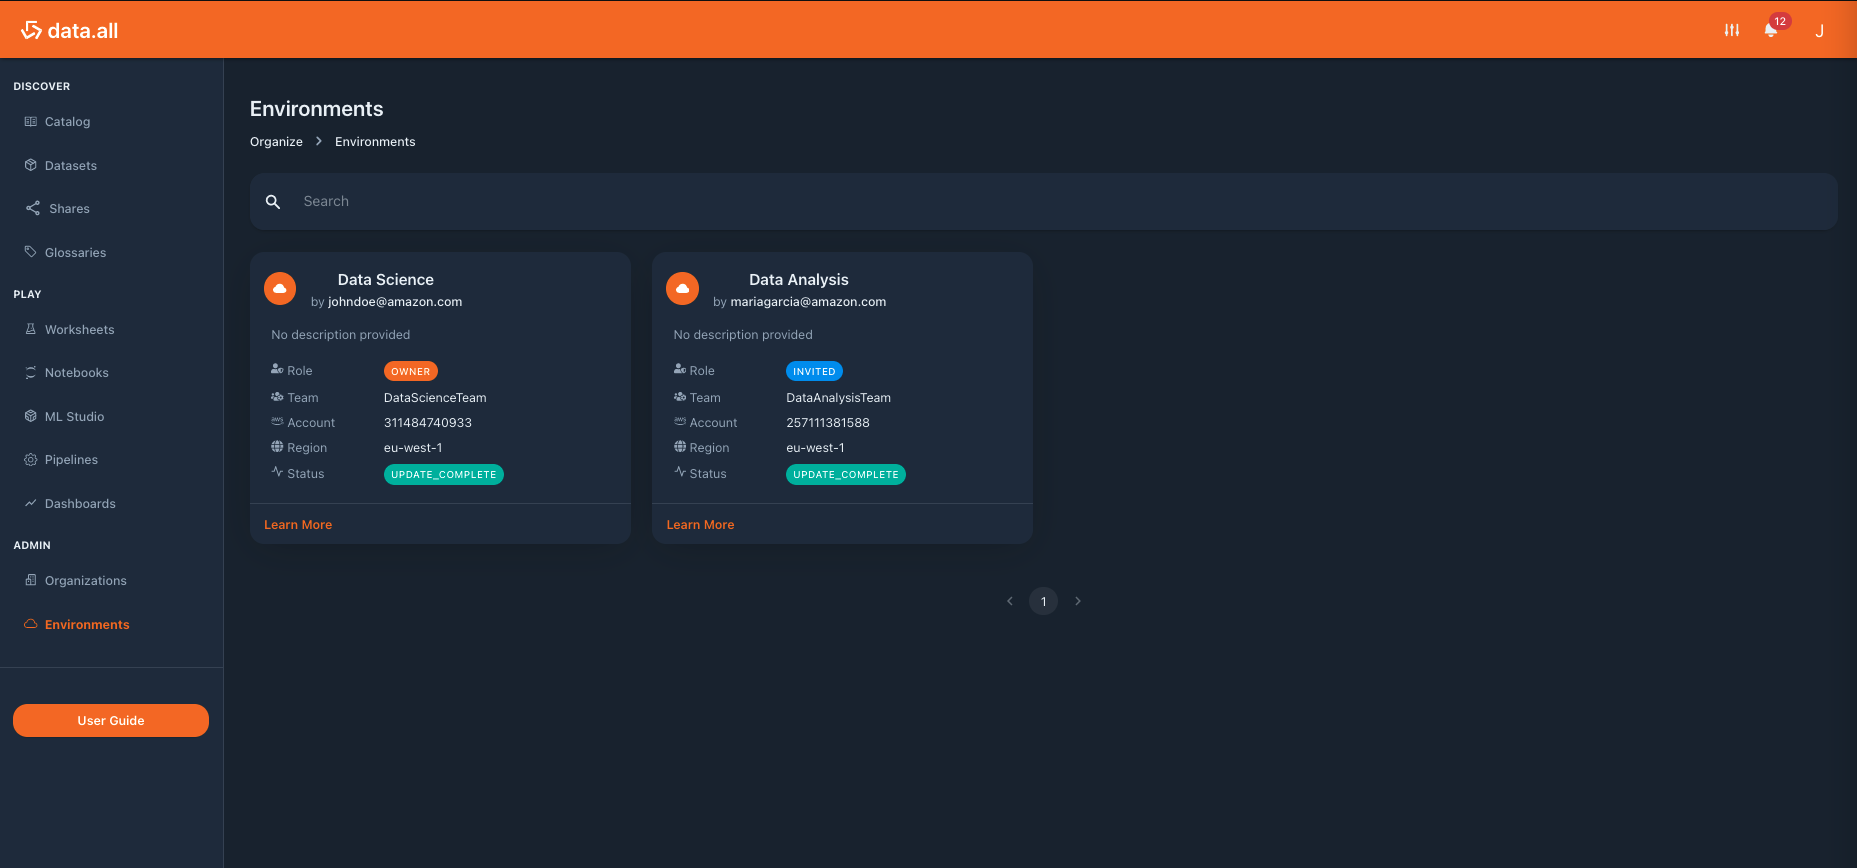 data.all
12
J
DISCOVER
Catalog
Datasets
Shares
Glossaries
PLAY
Worksheets
Notebooks
ML Studio
Pipelines
Dashboards
ADMIN
Organizations
Environments
User Guide
Environments
Organize > Environments
Search
Data Science
by johndoe@amazon.com
No description provided
Role OWNER
Team DataScienceTeam
Account 311484740933
Region eu-west-1
Status UPDATE_COMPLETE
Learn More
Data Analysis
by mariagarcia@amazon.com
No description provided
Role INVITED
Team DataAnalysisTeam
Account 257111381588
Region eu-west-1
Status UPDATE_COMPLETE
Learn More
1